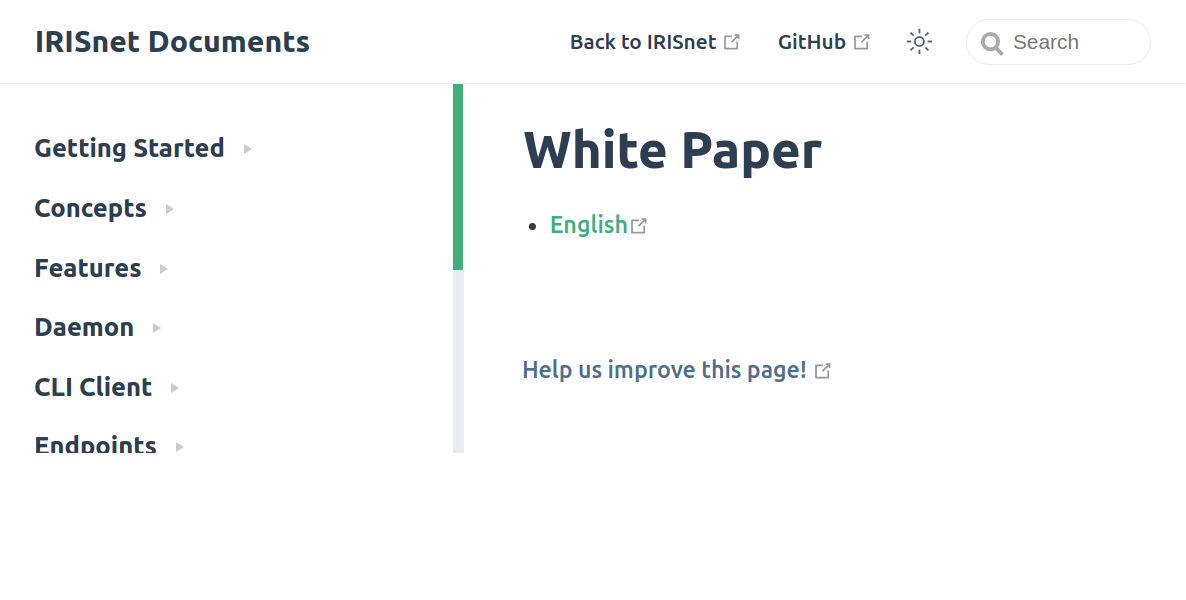 IRISnet Documents
Back to IRISnet
GitHub
Search
Getting Started
Concepts
Features
Daemon
CLI Client
Endpoints
White Paper
English
Help us improve this page!